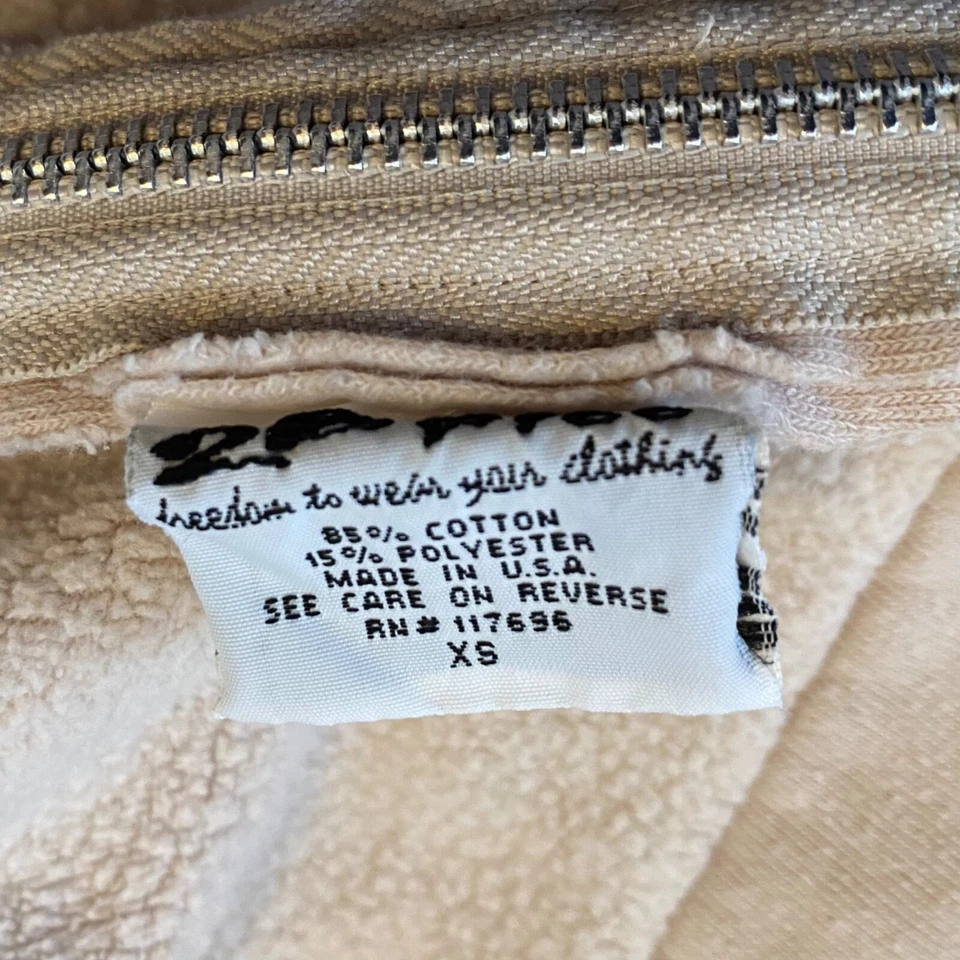 freedom to wear your clothing
85% COTTON
15% POLYESTER
MADE IN U.S.A.
SEE CARE ON REVERSE
RN# 117696
XS